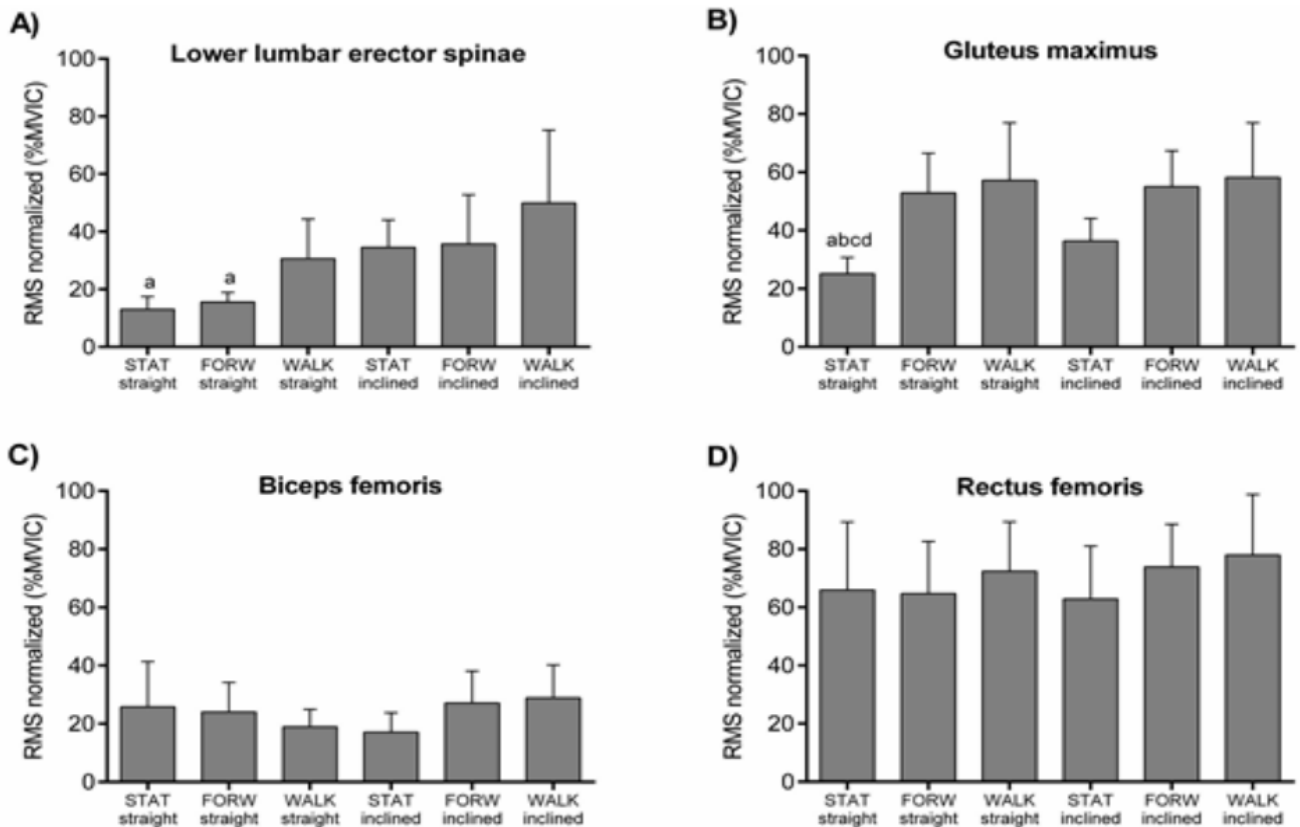 A)
Lower lumbar erector spinae
RMS normalized (%MVIC)
100
80
60
40
20
0
a
a
STAT FORW WALK STAT FORW WALK
straight straight straight inclined inclined inclined
B)
Gluteus maximus
RMS normalized (%MVIC)
100
80
60
40
20
0
abcd
STAT FORW WALK STAT FORW WALK
straight straight straight inclined inclined inclined
C)
Biceps femoris
RMS normalized (%MVIC)
100
80
60
40
20
0
STAT FORW WALK STAT FORW WALK
straight straight straight inclined inclined inclined
D)
Rectus femoris
RMS normalized (%MVIC)
100
80
60
40
20
0
STAT FORW WALK STAT FORW WALK
straight straight straight inclined inclined inclined